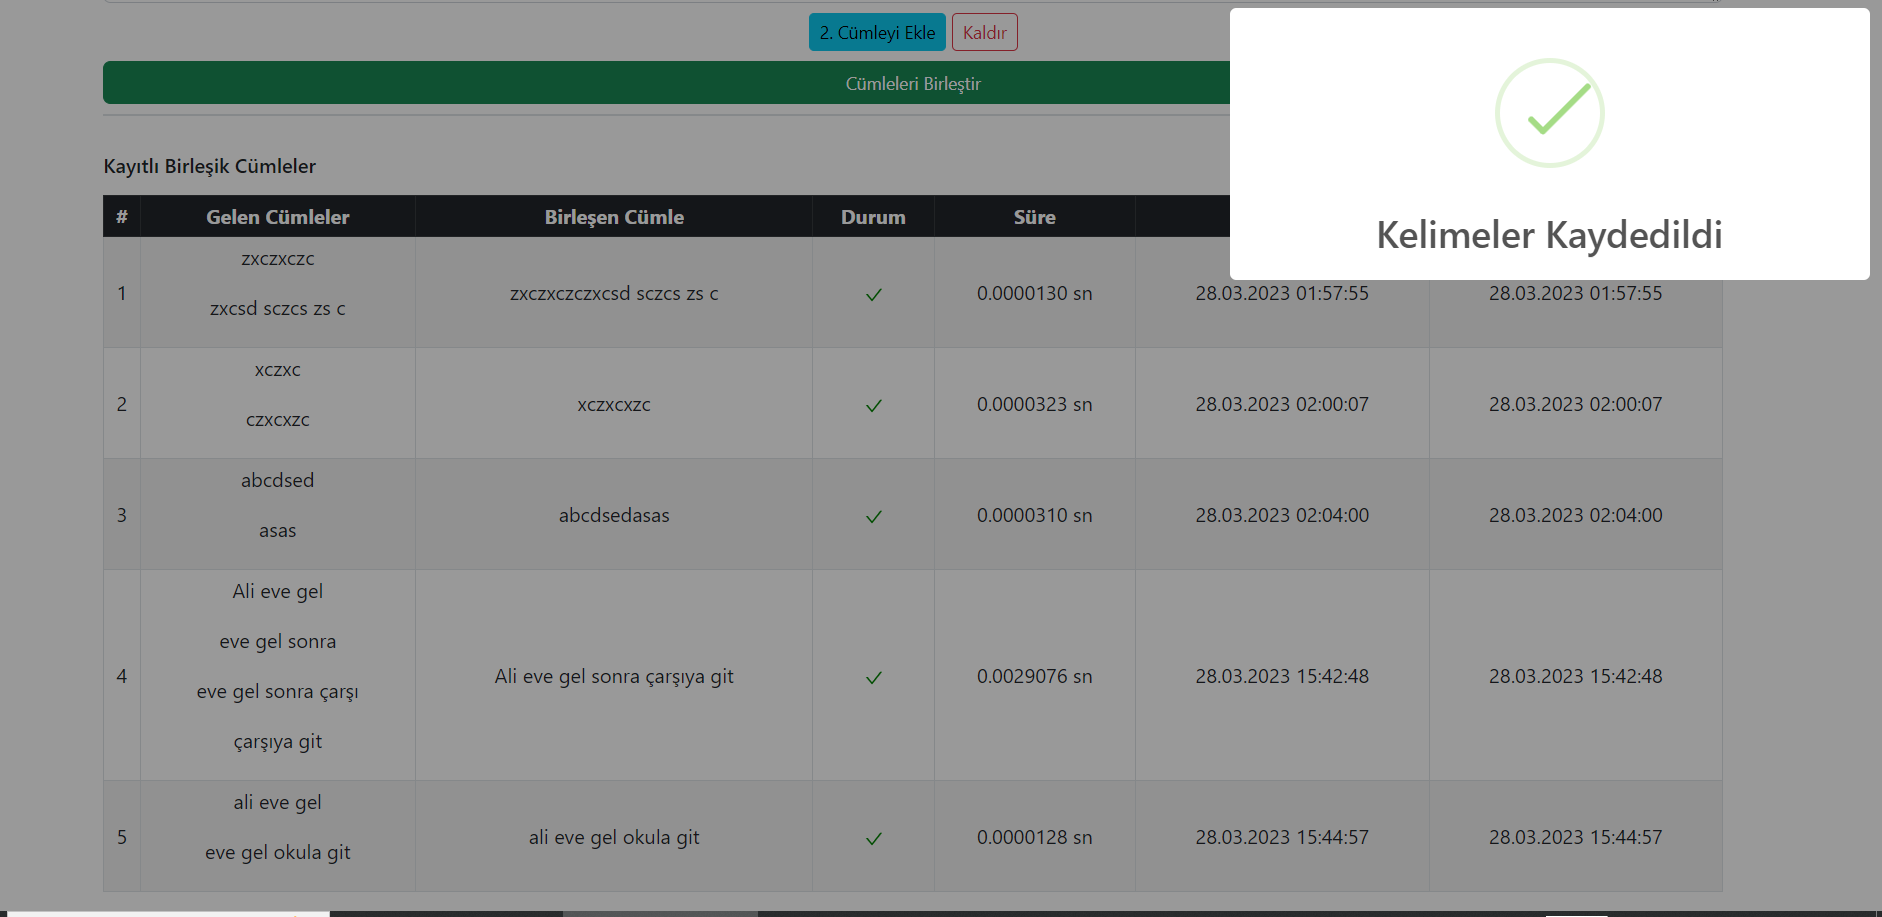 2. Cümleyi Ekle Kaldır
Cümleleri Birleştir
Kelimeler Kaydedildi
Kayıtlı Birleşik Cümleler
# Gelen Cümleler Birleşen Cümle Durum Süre
1 zxczxczc zxczxczczxcsd sczcs zs c 0.0000130 sn 28.03.2023 01:57:55 28.03.2023 01:57:55
zxcsd sczcs zs c
2 xczxc xczxcxzc 0.0000323 sn 28.03.2023 02:00:07 28.03.2023 02:00:07
czxcxzc
3 abcdsed abcdsedasas 0.0000310 sn 28.03.2023 02:04:00 28.03.2023 02:04:00
asas
4 Ali eve gel Ali eve gel sonra çarşıya git 0.0029076 sn 28.03.2023 15:42:48 28.03.2023 15:42:48
eve gel sonra
eve gel sonra çarşı
çarşıya git
5 ali eve gel ali eve gel okula git 0.0000128 sn 28.03.2023 15:44:57 28.03.2023 15:44:57
eve gel okula git